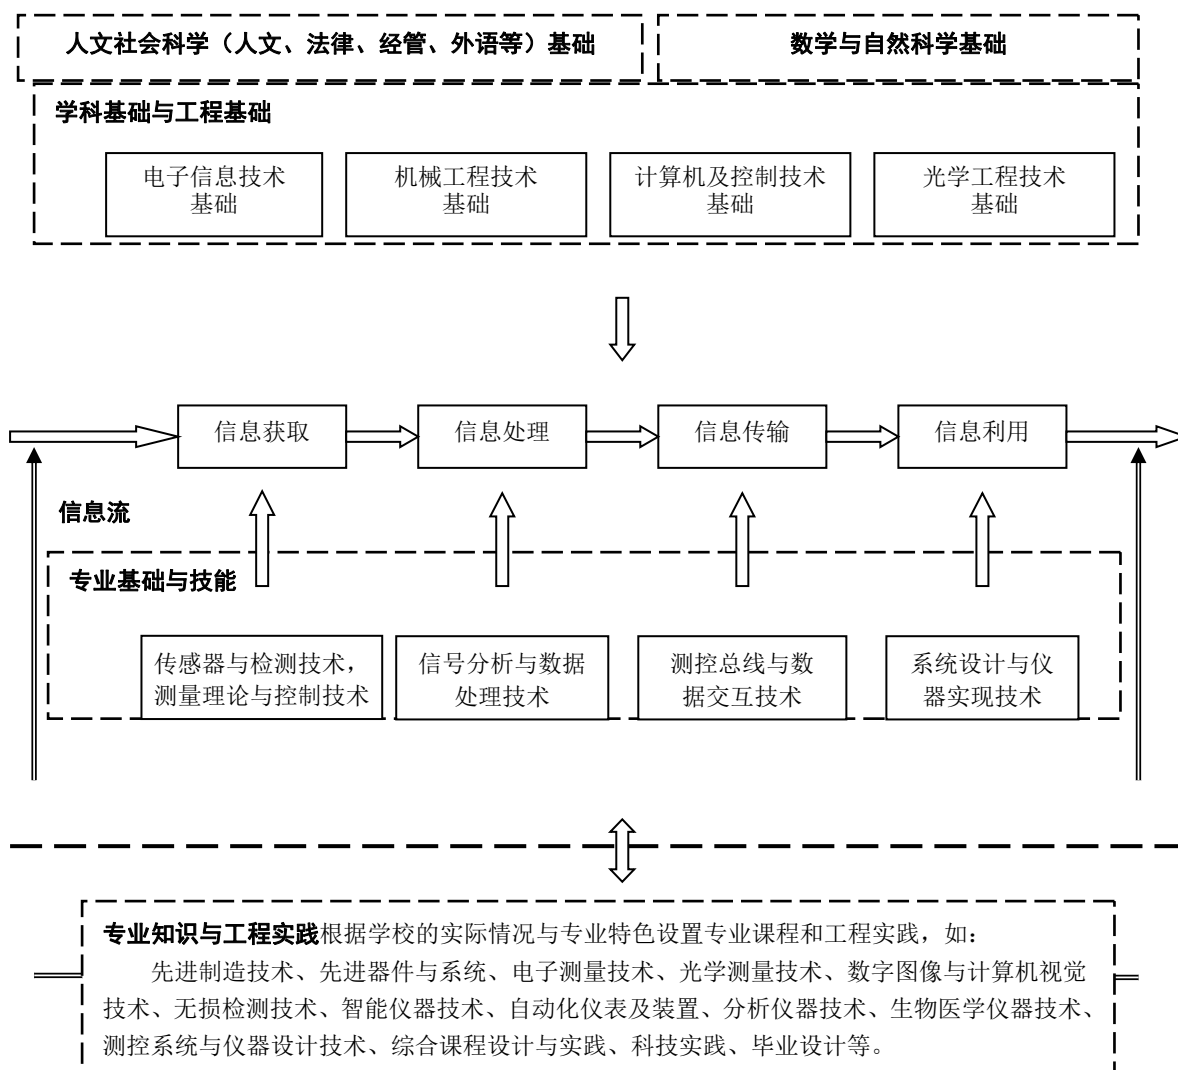 人文社会科学（人文、法律、经管、外语等）基础
数学与自然科学基础
学科基础与工程基础
电子信息技术
基础
机械工程技术
基础
计算机及控制技术
基础
光学工程技术
基础
信息获取
信息处理
信息传输
信息利用
信息流
专业基础与技能
传感器与检测技术，
测量理论与控制技术
信号分析与数据
处理技术
测控总线与数
据交互技术
系统设计与仪
器实现技术
专业知识与工程实践根据学校的实际情况与专业特色设置专业课程和工程实践，如：
先进制造技术、先进器件与系统、电子测量技术、光学测量技术、数字图像与计算机视觉
技术、无损检测技术、智能仪器技术、自动化仪表及装置、分析仪器技术、生物医学仪器技术、
测控系统与仪器设计技术、综合课程设计与实践、科技实践、毕业设计等。